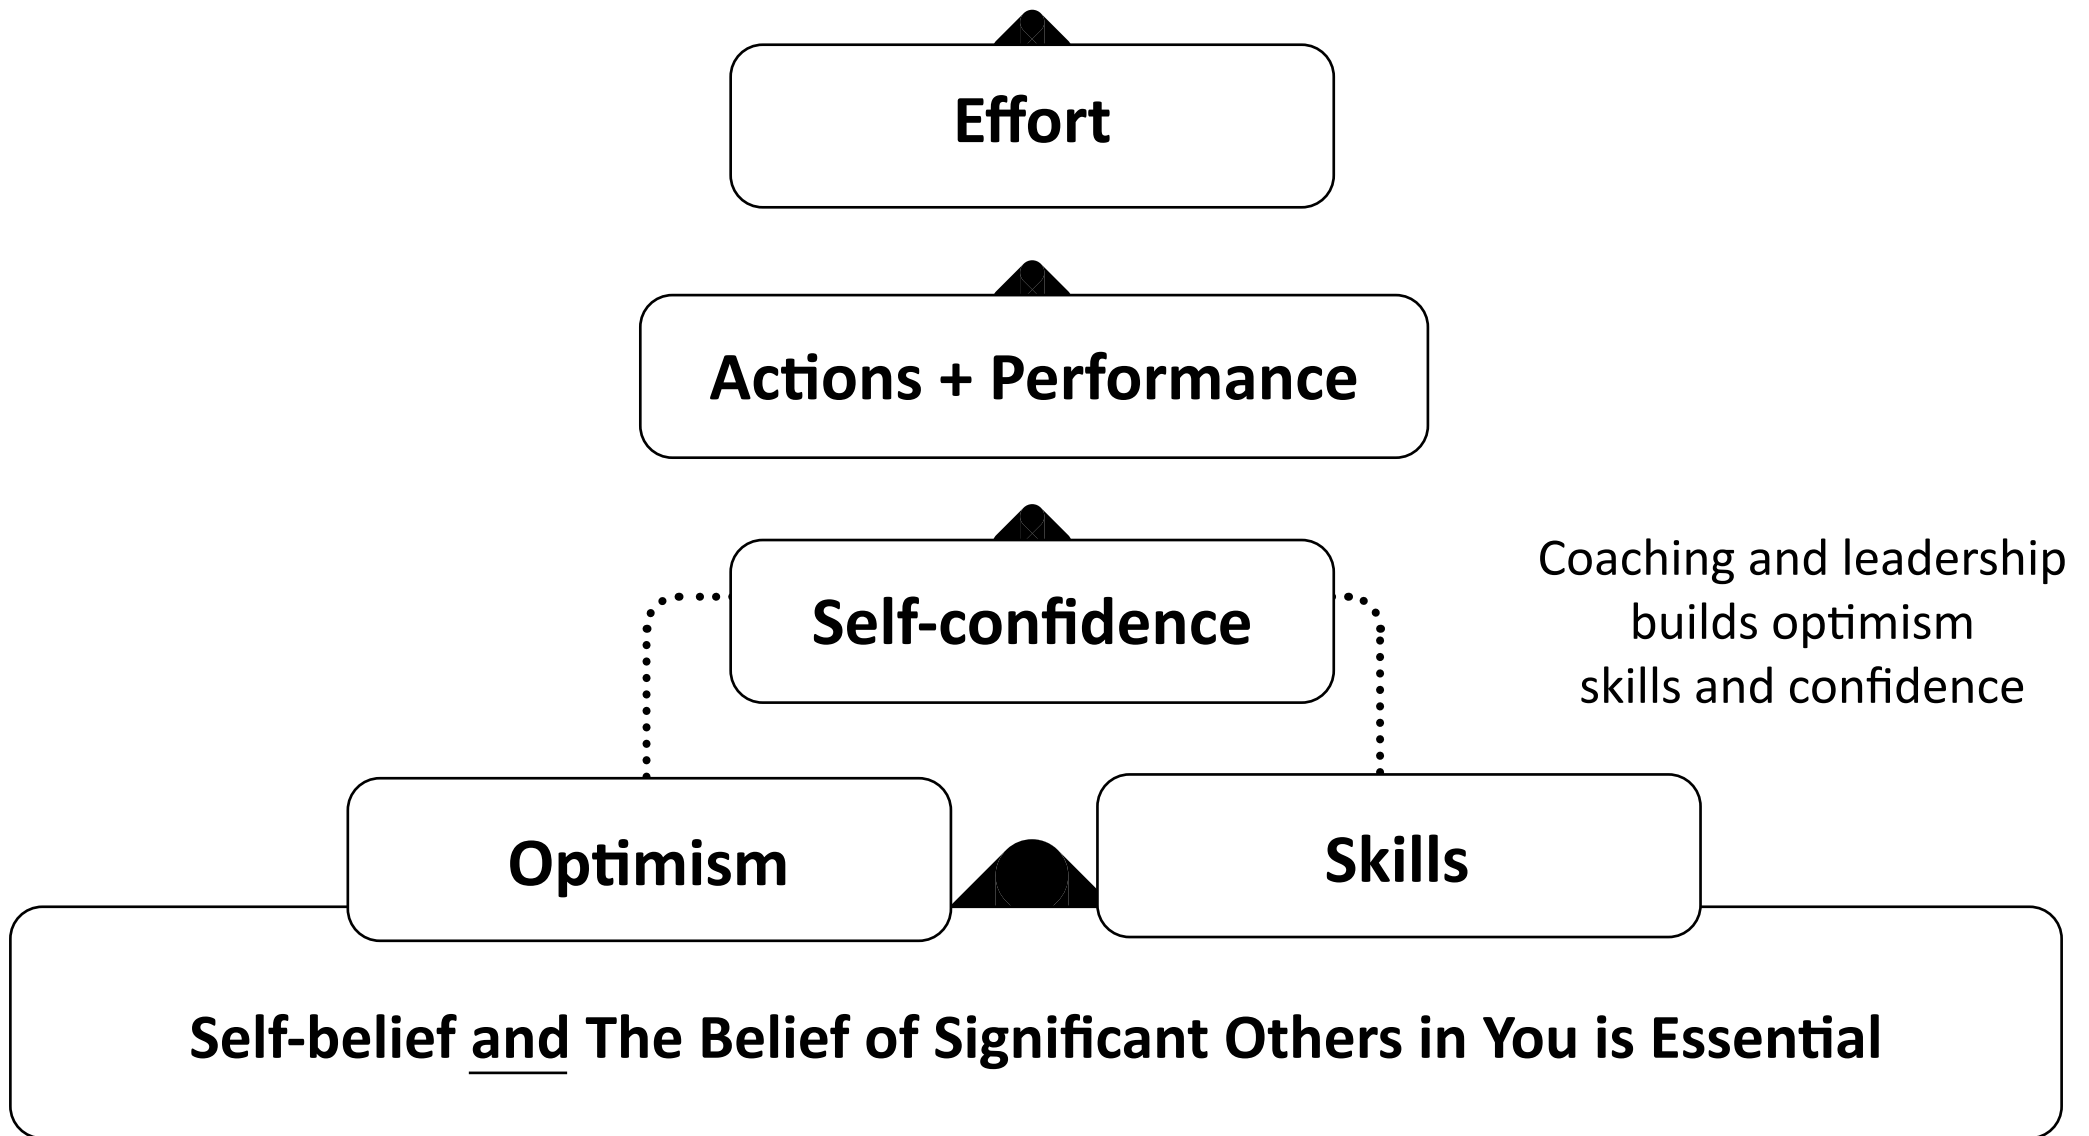 Effort
Actions + Performance
Self-confidence
Coaching and leadership
builds optimism
skills and confidence
Optimism
Skills
Self-belief and The Belief of Significant Others in You is Essential